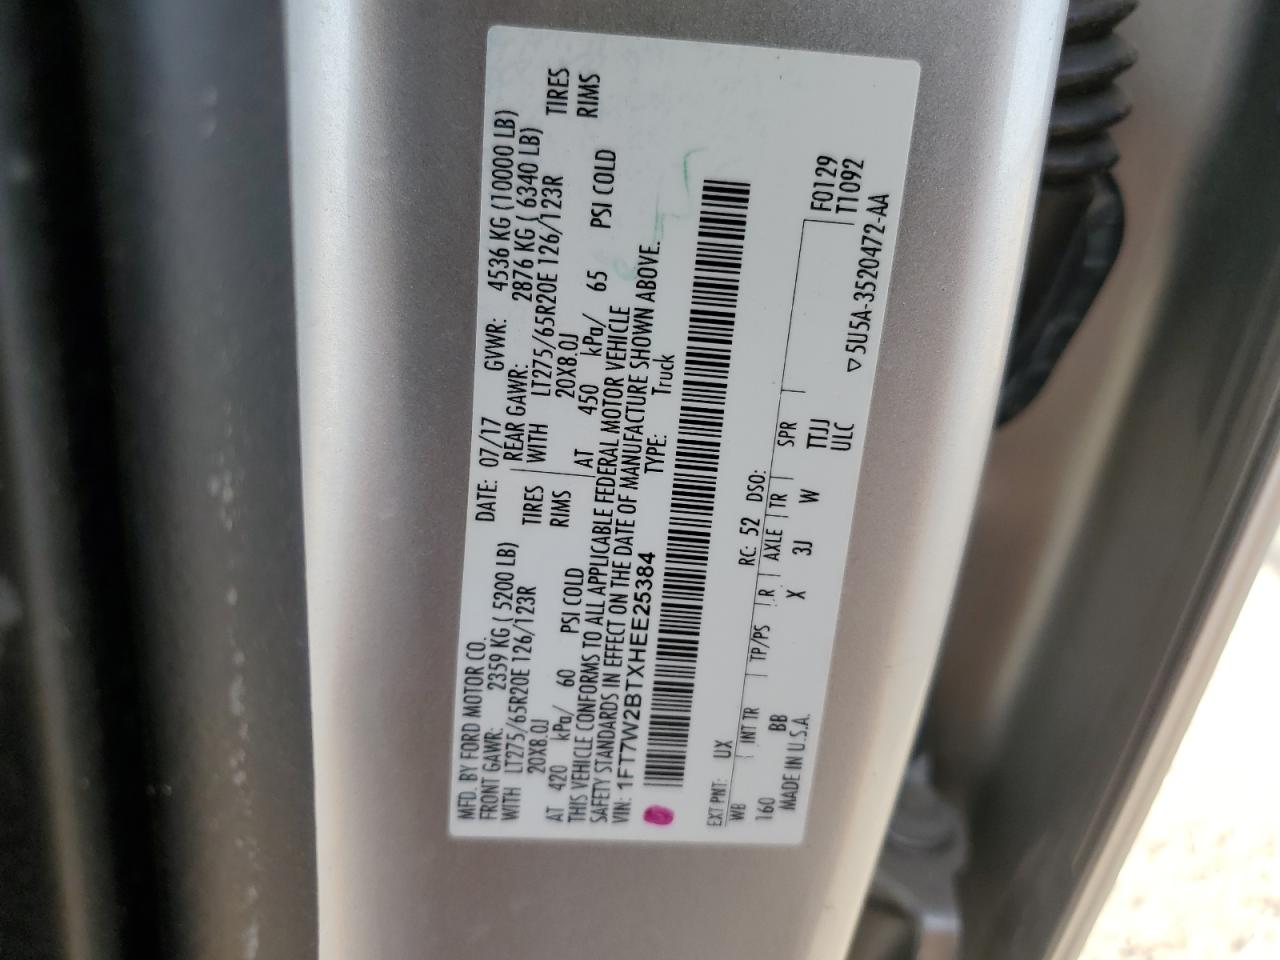 MFD. BY FORD MOTOR CO. DATE: 07/17 GVWR: 4536 KG (10000 LB)
FRONT GAWR: 2359 KG ( 5200 LB) REAR GAWR: 2876 KG ( 6340 LB)
WITH LT275/65R20E 126/123R TIRES WITH LT275/65R20E 126/123R TIRES
20X8.0J RIMS 20X8.0J RIMS
AT 420 kPa/ 60 PSI COLD AT 450 kPa/ 65 PSI COLD
THIS VEHICLE CONFORMS TO ALL APPLICABLE FEDERAL MOTOR VEHICLE
SAFETY STANDARDS IN EFFECT ON THE DATE OF MANUFACTURE SHOWN ABOVE.
VIN: 1FT7W2BTXHEE25384 TYPE: Truck
EXT PNT: UX RC: 52 DSO:
WB INT TR TP/PS R AXLE TR SPR
160 BB X 3J W TTJJ F0129
ULC T1092
MADE IN U.S.A. ▽5U5A-3520472-AA